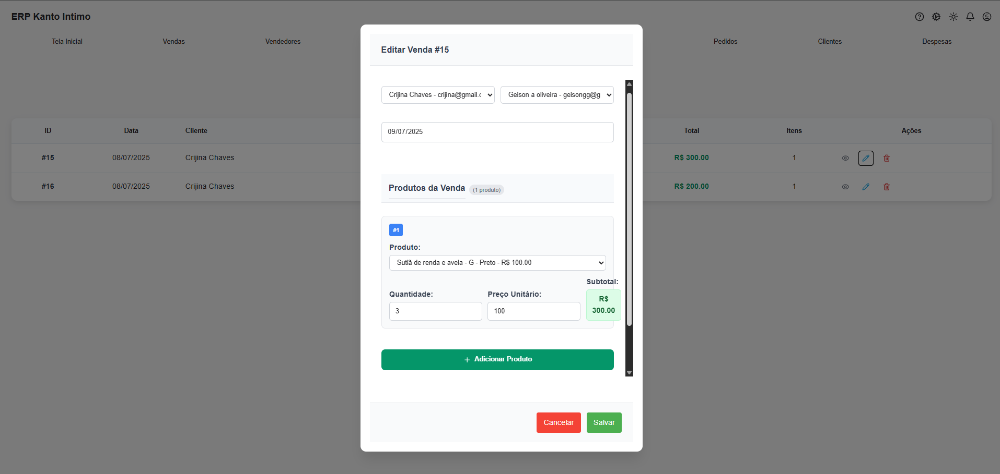 ERP Kanto Intimo
Tela Inicial
Vendas
Vendedores
Pedidos
Clientes
Despesas
ID
Data
Cliente
Total
Itens
Ações
#15
08/07/2025
Crijina Chaves
R$ 300.00
1
#16
08/07/2025
Crijina Chaves
R$ 200.00
1
Editar Venda #15
Crijina Chaves - crijina@gmail.c
Geison a oliveira - geisongg@g
09/07/2025
Produtos da Venda
(1 produto)
#1
Produto:
Sutiã de renda e avela - G - Preto - R$ 100.00
Quantidade:
Preço Unitário:
Subtotal:
3
100
R$
300.00
+ Adicionar Produto
Cancelar
Salvar